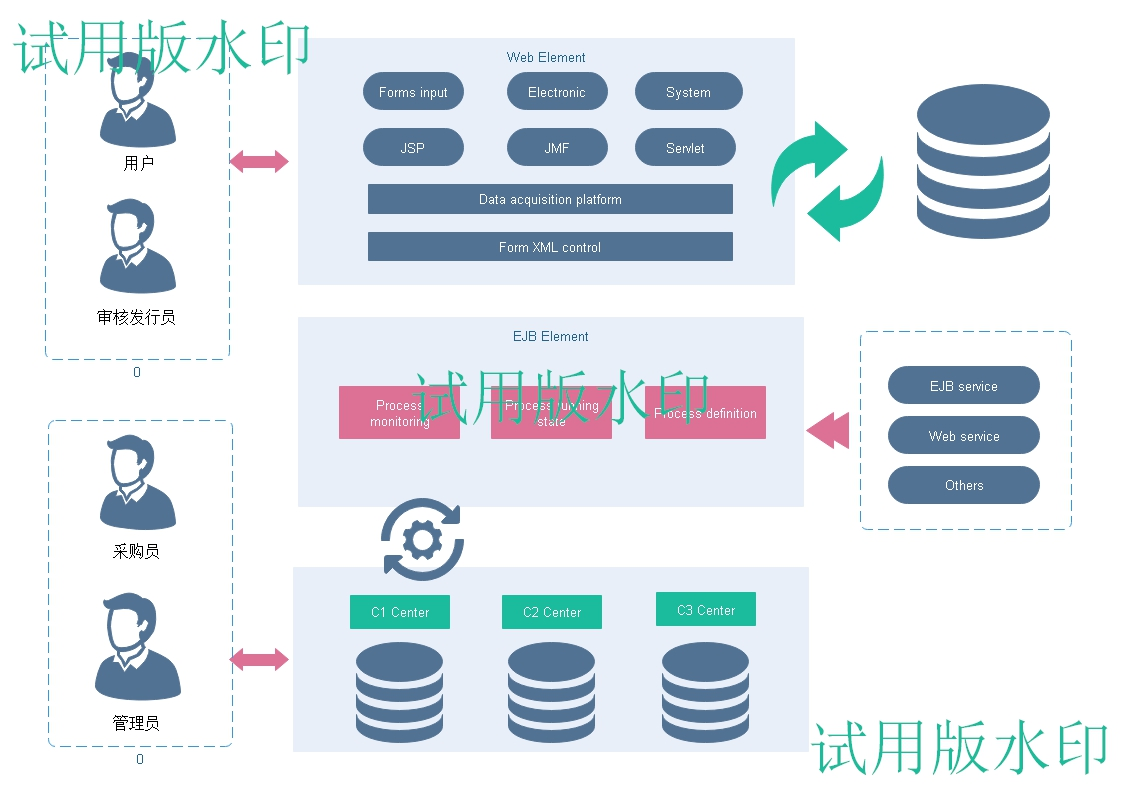 试用版水印
Web Element
Forms input
Electronic
System
JSP
JMF
Servlet
Data acquisition platform
Form XML control
用户
审核发行员
0
EJB Element
试用版水印
Process
monitoring
Process running
state
Process definition
EJB service
Web service
Others
采购员
管理员
0
C1 Center
C2 Center
C3 Center
试用版水印